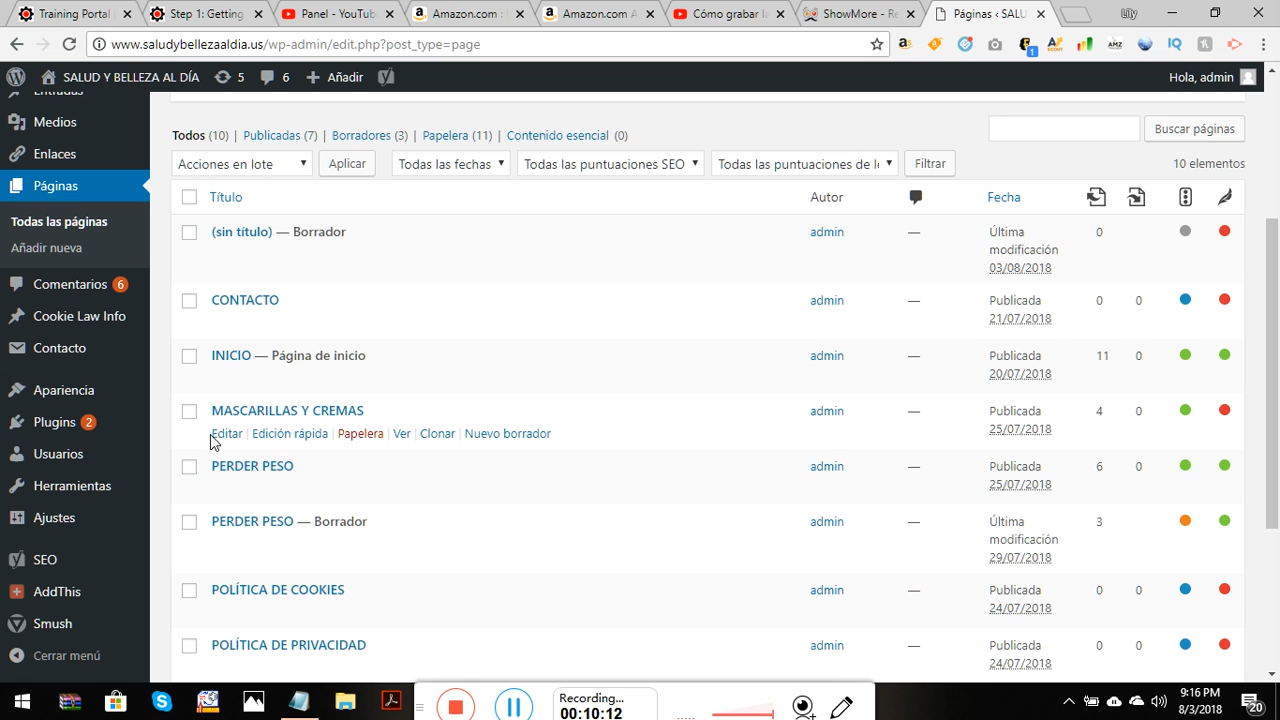 Training Portal
Step 1: Getting
Panel - YouTube
Amazon.com :
Amazon.com A
Cómo grabar la
ShowMore - Re
Páginas ‹ SALU
Lily
www.saludybellezaaldia.us/wp-admin/edit.php?post_type=page
SALUD Y BELLEZA AL DÍA 5 6 Añadir
Hola, admin
Entradas
Medios
Enlaces
Páginas
Todas las páginas
Añadir nueva
Comentarios 6
Cookie Law Info
Contacto
Apariencia
Plugins 2
Usuarios
Herramientas
Ajustes
SEO
AddThis
Smush
Cerrar menú
Todos (10) | Publicadas (7) | Borradores (3) | Papelera (11) | Contenido esencial (0)
Buscar páginas
Acciones en lote Aplicar Todas las fechas Todas las puntuaciones SEO Todas las puntuaciones de Filtrar 10 elementos
Título Autor Fecha
(sin título) — Borrador admin — Última modificación 03/08/2018 0
CONTACTO admin — Publicada 21/07/2018 0 0
INICIO — Página de inicio admin — Publicada 20/07/2018 11 0
MASCARILLAS Y CREMAS admin — Publicada 25/07/2018 4 0
Editar | Edición rápida | Papelera | Ver | Clonar | Nuevo borrador
PERDER PESO admin — Publicada 25/07/2018 6 0
PERDER PESO — Borrador admin — Última modificación 29/07/2018 3
POLÍTICA DE COOKIES admin — Publicada 24/07/2018 0 0
POLÍTICA DE PRIVACIDAD admin — Publicada 24/07/2018 0 0
Recording...
00:10:12
9:16 PM
8/3/2018
20